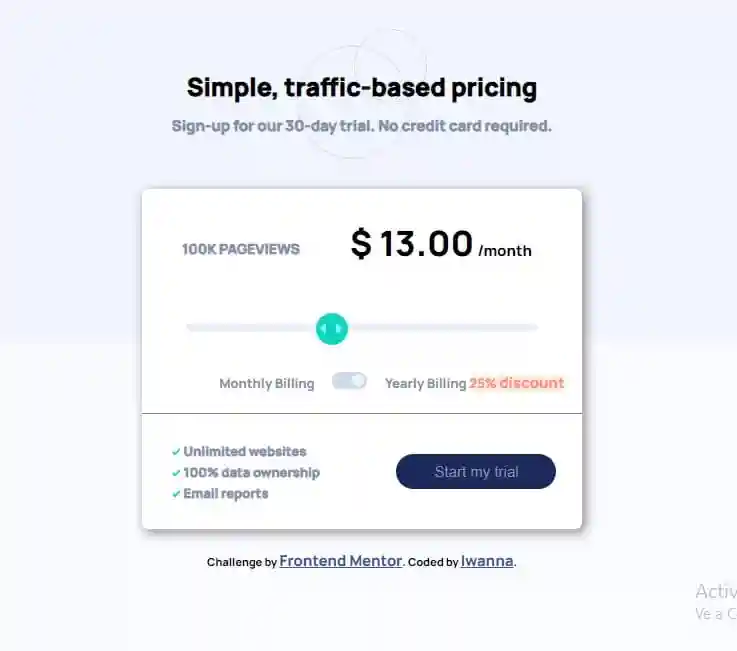 Simple, traffic-based pricing
Sign-up for our 30-day trial. No credit card required.
100K PAGEVIEWS
$ 13.00 /month
Monthly Billing
Yearly Billing 25% discount
Unlimited websites
100% data ownership
Email reports
Start my trial
Challenge by Frontend Mentor. Coded by Iwanna.
Activ
Ve a C